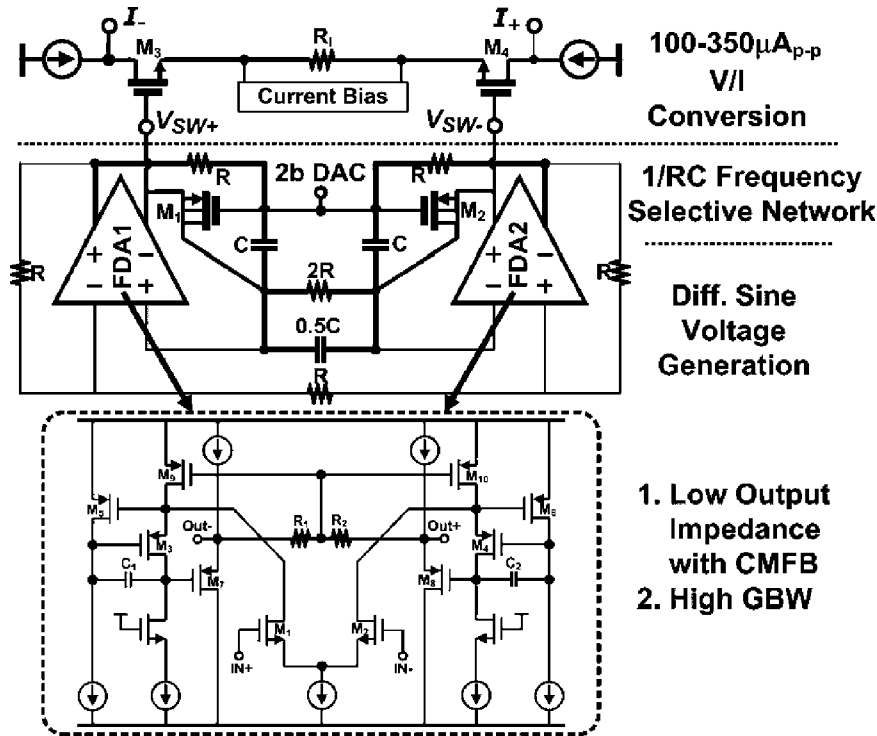 I- I+
M3 RI M4 100-350μAp-p
Current Bias V/I
VSW+ VSW- Conversion
R 2b DAC R 1/RC Frequency
M1 M2 Selective Network
C C
R FDA1 2R FDA2 R
+ - + -
- + - +
0.5C Diff. Sine
R Voltage
Generation
M9 M10
M5 R1 R2 M6
Out- Out+
M3 M4
C1 M7 M8 C2
M1 M2
IN+ IN-
1. Low Output
Impedance
with CMFB
2. High GBW